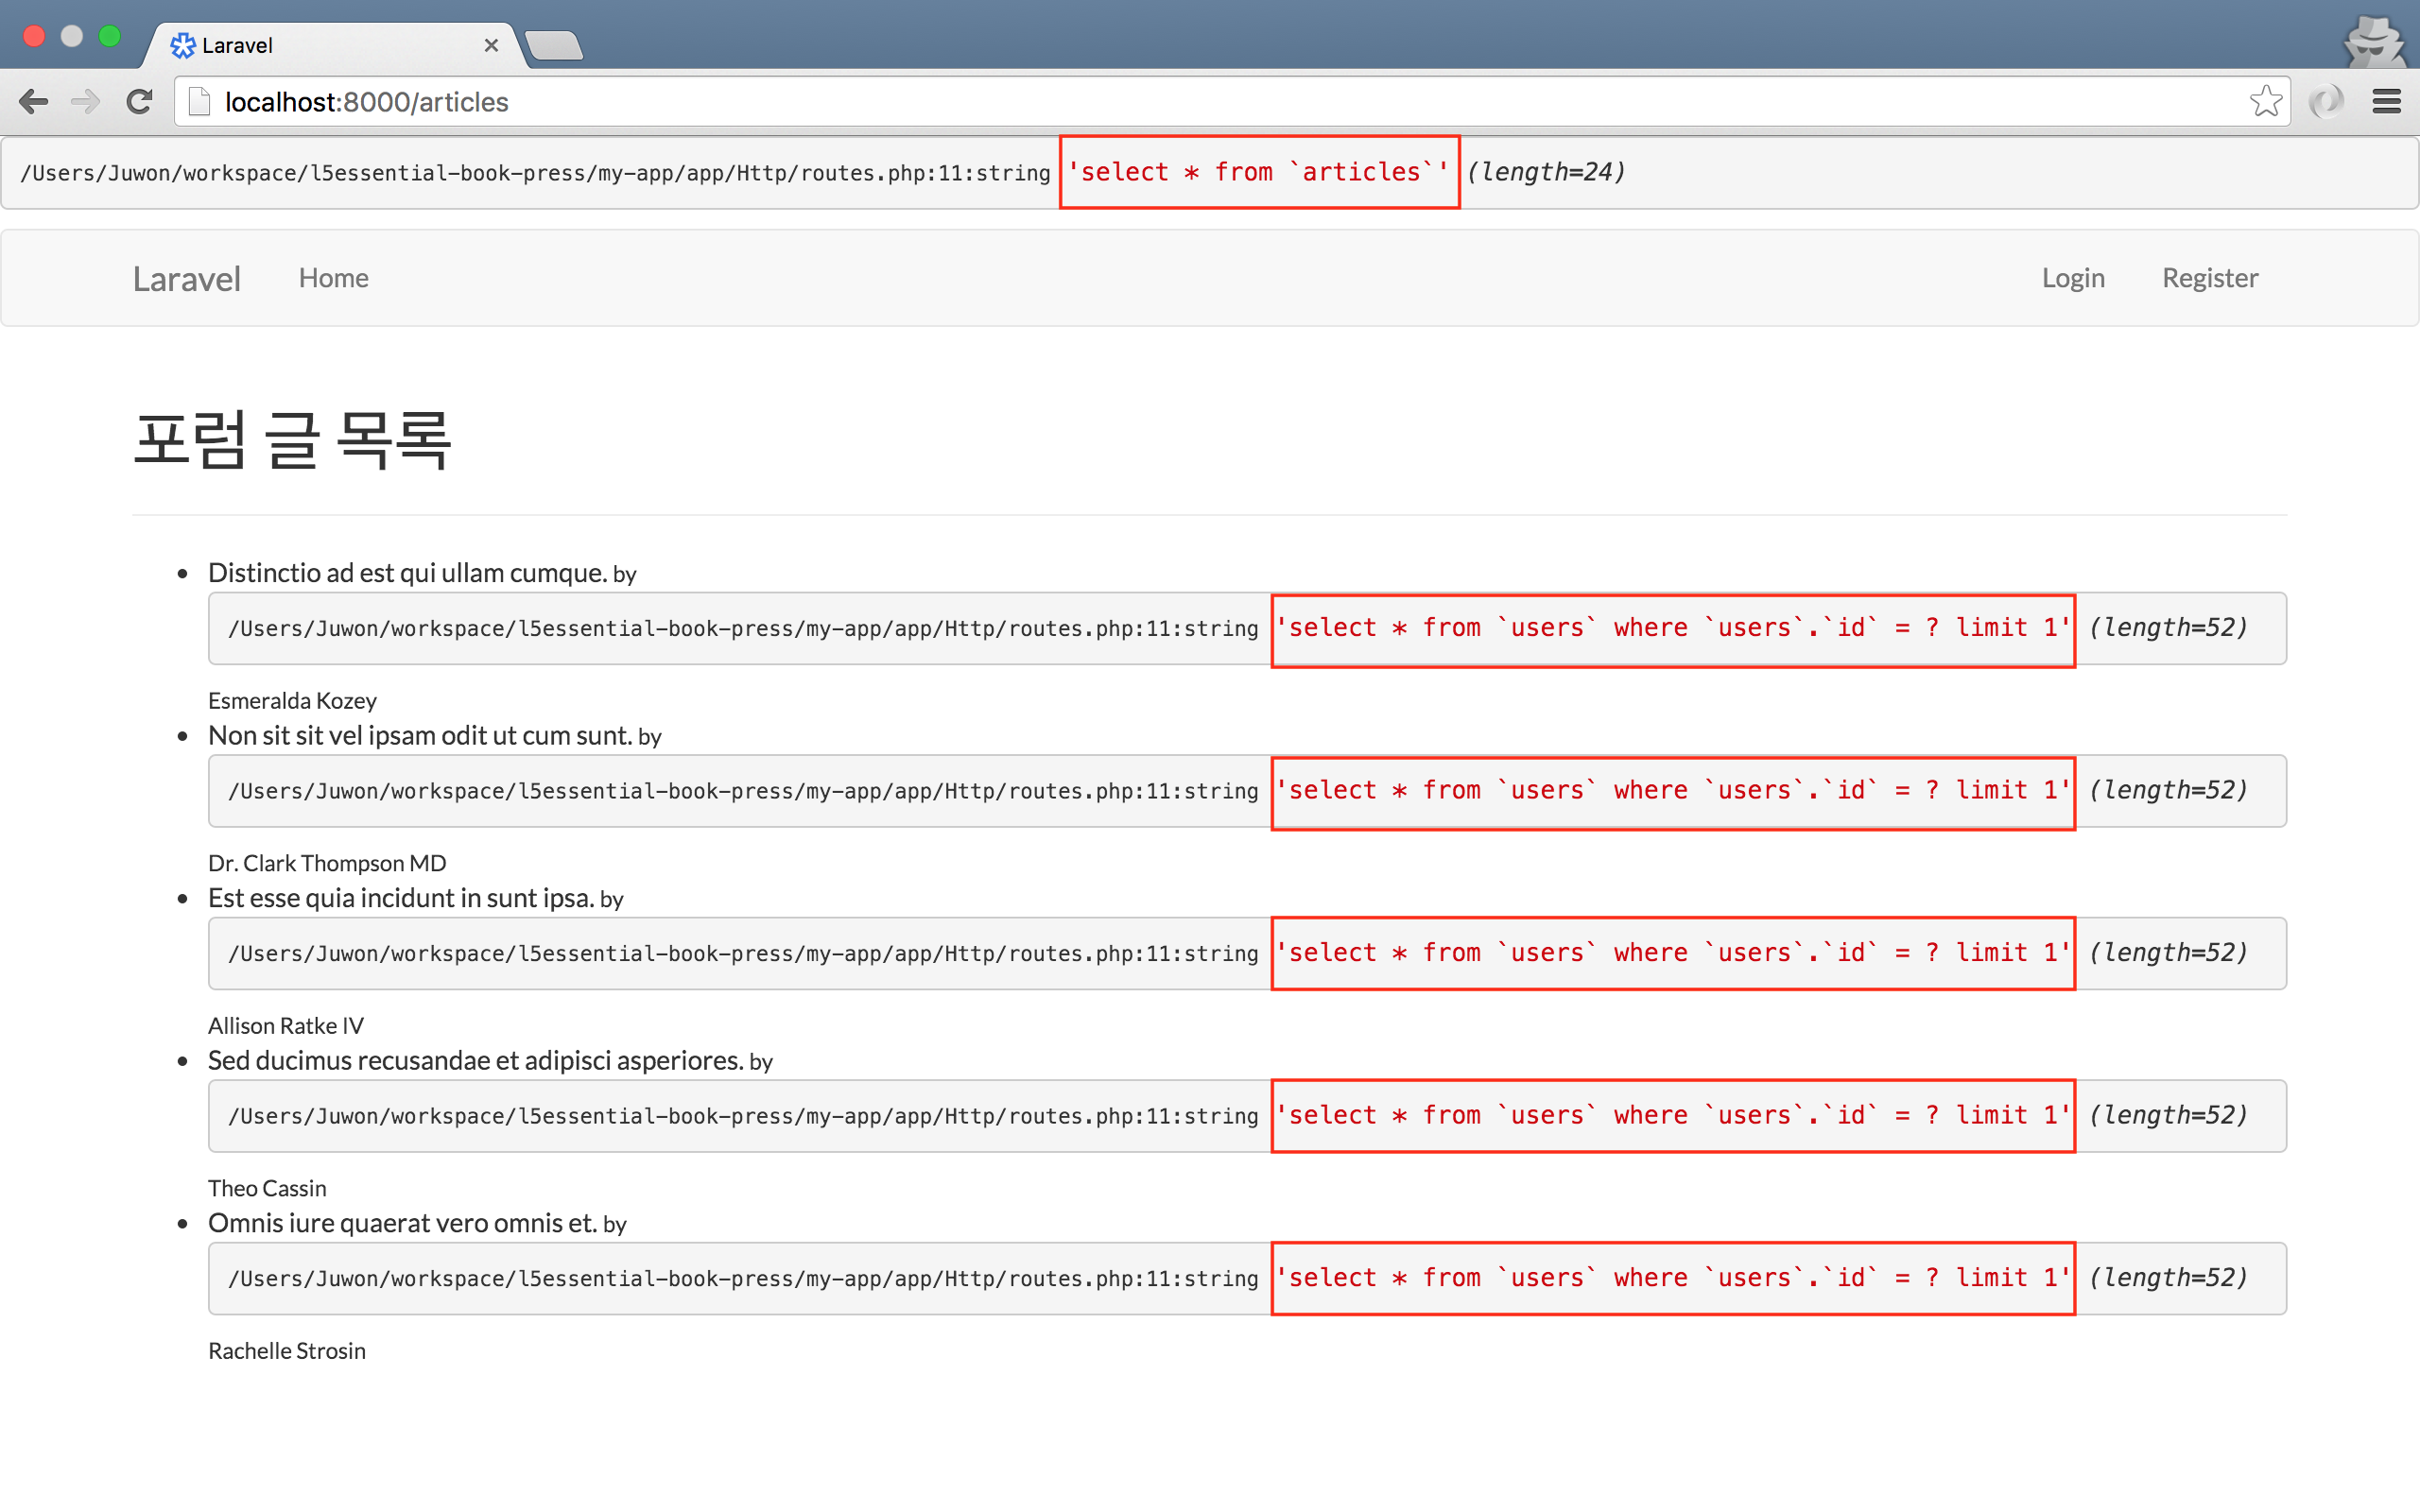 Laravel
localhost:8000/articles
/Users/Juwon/workspace/l5essential-book-press/my-app/app/Http/routes.php:11:string 'select * from `articles`' (length=24)
Laravel Home Login Register
포럼 글 목록
Distinctio ad est qui ullam cumque. by
/Users/Juwon/workspace/l5essential-book-press/my-app/app/Http/routes.php:11:string 'select * from `users` where `users`.`id` = ? limit 1' (length=52)
Esmeralda Kozey
Non sit sit vel ipsam odit ut cum sunt. by
/Users/Juwon/workspace/l5essential-book-press/my-app/app/Http/routes.php:11:string 'select * from `users` where `users`.`id` = ? limit 1' (length=52)
Dr. Clark Thompson MD
Est esse quia incidunt in sunt ipsa. by
/Users/Juwon/workspace/l5essential-book-press/my-app/app/Http/routes.php:11:string 'select * from `users` where `users`.`id` = ? limit 1' (length=52)
Allison Ratke IV
Sed ducimus recusandae et adipisci asperiores. by
/Users/Juwon/workspace/l5essential-book-press/my-app/app/Http/routes.php:11:string 'select * from `users` where `users`.`id` = ? limit 1' (length=52)
Theo Cassin
Omnis iure quaerat vero omnis et. by
/Users/Juwon/workspace/l5essential-book-press/my-app/app/Http/routes.php:11:string 'select * from `users` where `users`.`id` = ? limit 1' (length=52)
Rachelle Strosin